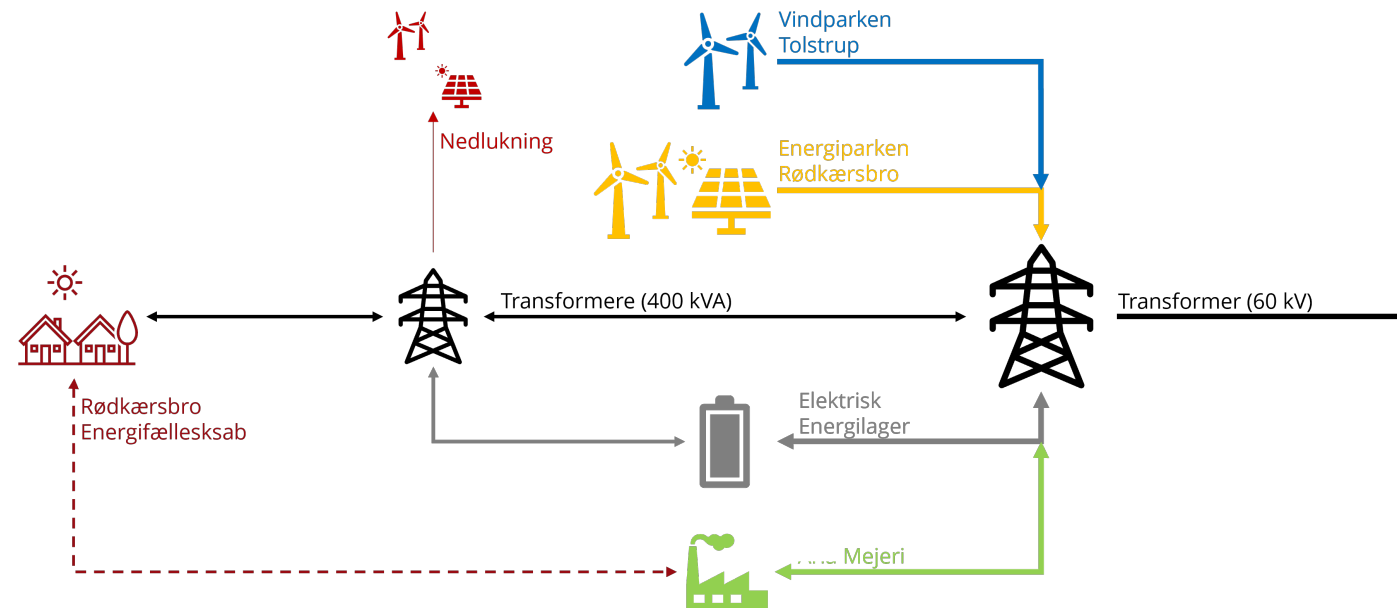 Vindparken
Tolstrup
Nedlukning
Energiparken
Rødkærsbro
Transformere (400 kVA)
Transformer (60 kV)
Rødkærsbro
Energifællesksab
Elektrisk
Energilager
Mejeri